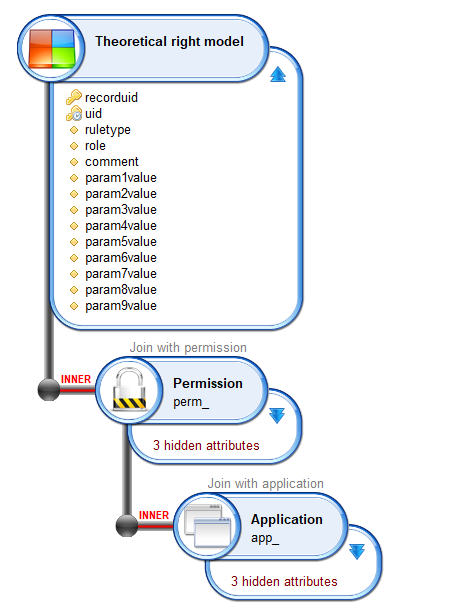 Theoretical right model
recorduid
uid
ruletype
role
comment
param1value
param2value
param3value
param4value
param5value
param6value
param7value
param8value
param9value
Join with permission
INNER
Permission
perm_
3 hidden attributes
Join with application
INNER
Application
app_
3 hidden attributes